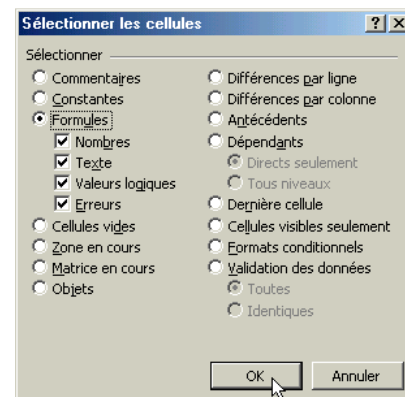 Sélectionner les cellules
Sélectionner
Commentaires
Constantes
Formules
Nombres
Texte
Valeurs logiques
Erreurs
Cellules vides
Zone en cours
Matrice en cours
Objets
Différences par ligne
Différences par colonne
Antécédents
Dépendants
Directs seulement
Tous niveaux
Dernière cellule
Cellules visibles seulement
Formats conditionnels
Validation des données
Toutes
Identiques
OK
Annuler